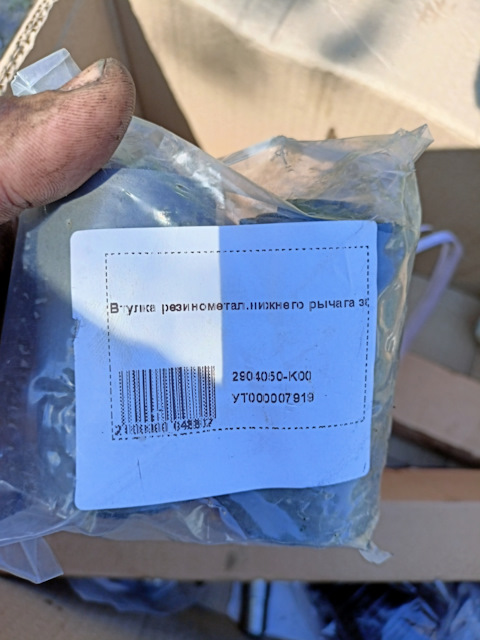 Втулка резинометал.нижнего рычага
2904050-K00
УТ000007919